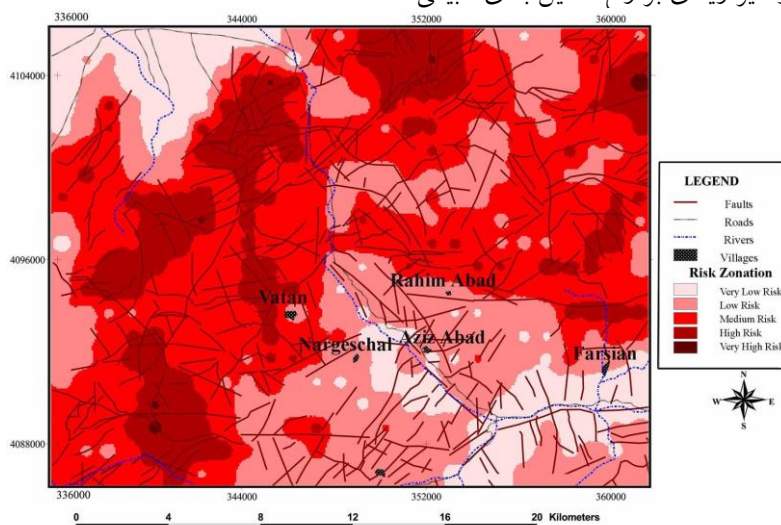 336000 344000 352000 360000
4104000
4096000
4088000
Rahim Abad
Vatan
Aziz Abad
Nargeschal
Farsian
336000 344000 352000 360000
0 4 8 12 16 20 Kilometers
LEGEND
Faults
Roads
Rivers
Villages
Risk Zonation
Very Low Risk
Low Risk
Medium Risk
High Risk
Very High Risk
N
W E
S